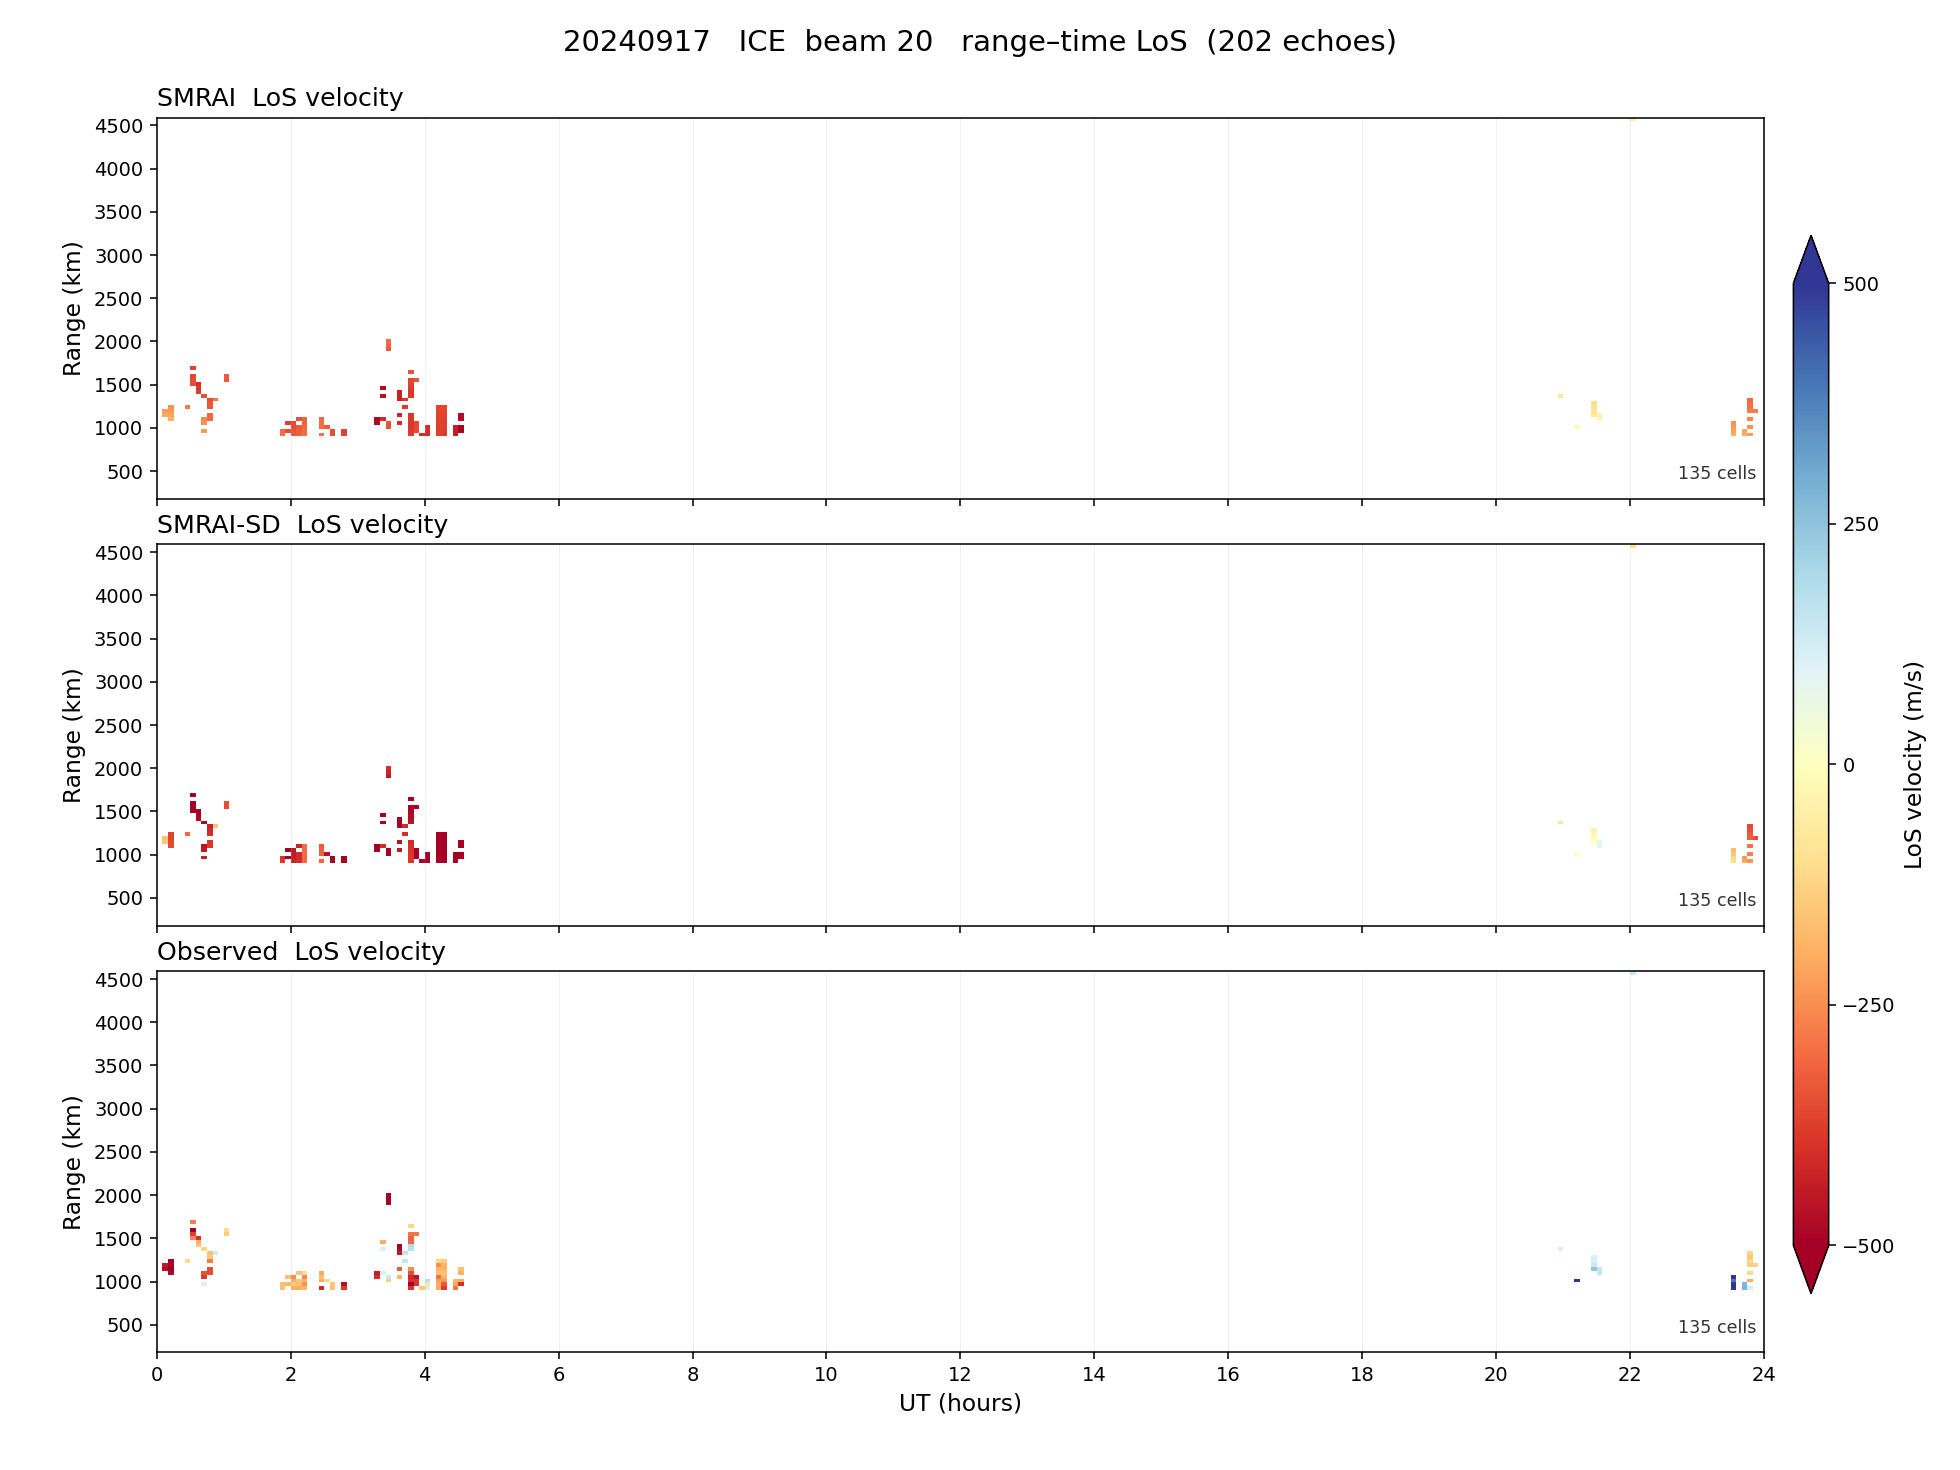 20240917   ICE  beam 20   range–time LoS  (202 echoes)
SMRAI  LoS velocity
4500
4000
3500
3000
2500
2000
1500
1000
500
Range (km)
135 cells
SMRAI-SD  LoS velocity
4500
4000
3500
3000
2500
2000
1500
1000
500
Range (km)
135 cells
Observed  LoS velocity
4500
4000
3500
3000
2500
2000
1500
1000
500
Range (km)
135 cells
0 2 4 6 8 10 12 14 16 18 20 22 24
UT (hours)
500
250
0
−250
−500
LoS velocity (m/s)